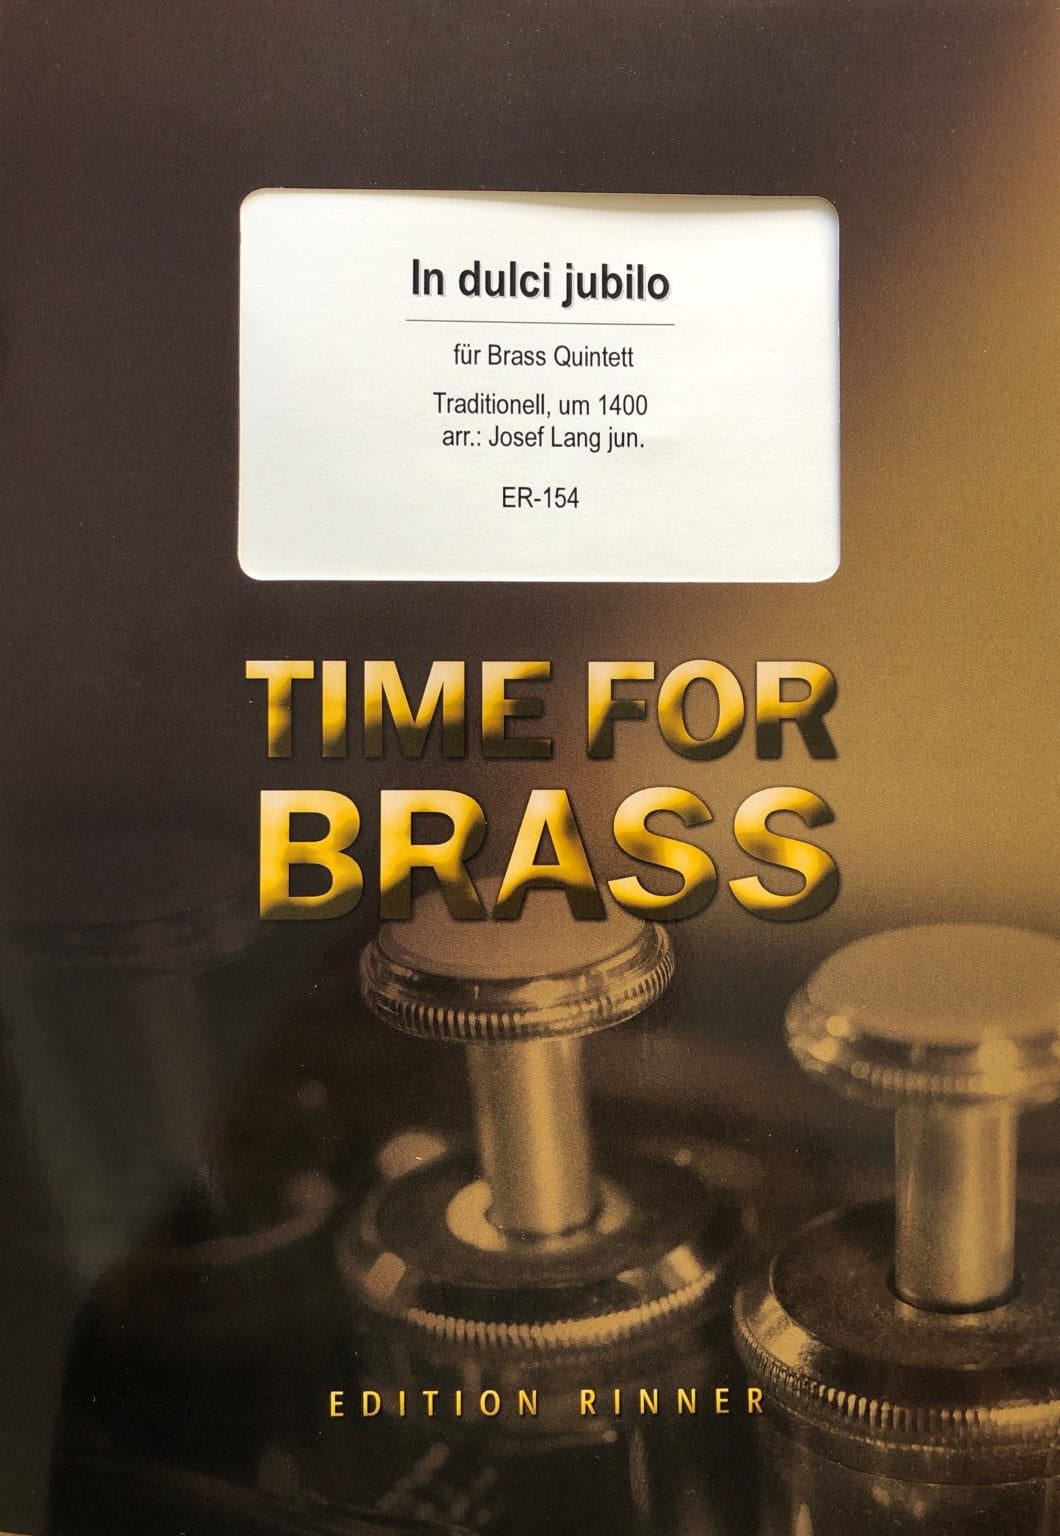 In dulci jubilo
für Brass Quintett
Traditionell, um 1400
arr.: Josef Lang jun.
ER-154
TIME FOR
BRASS
EDITION RINNER